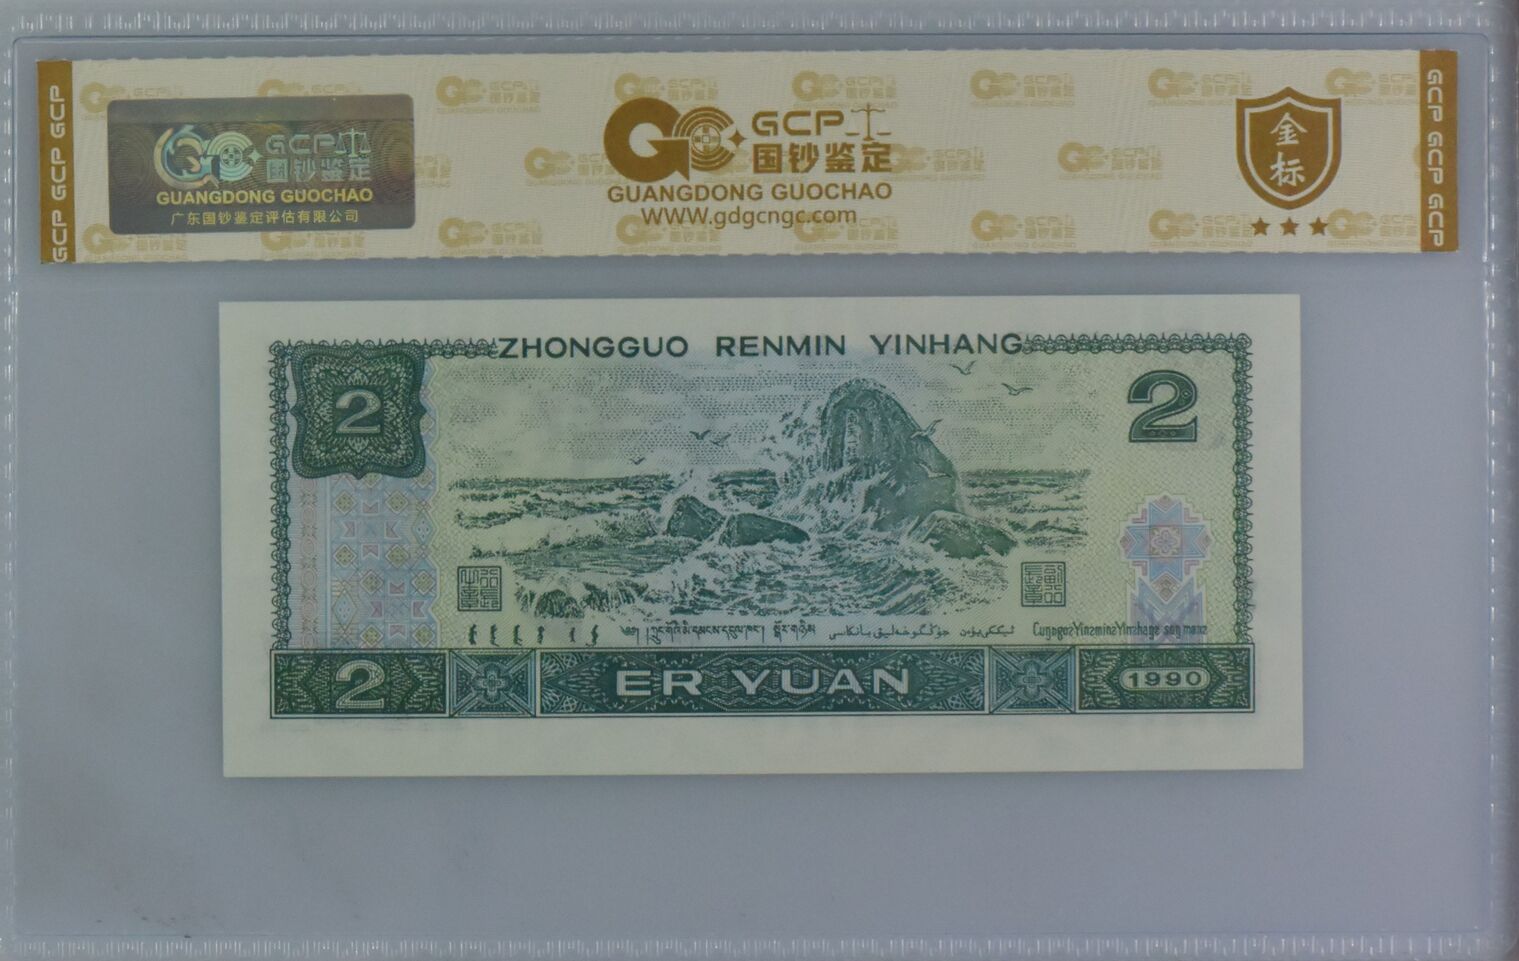 GCP GCP GCP
GCP
国钞鉴定
GUANGDONG GUOCHAO
广东国钞鉴定评估有限公司
GCP
国钞鉴定
GUANGDONG GUOCHAO
WWW.gdgcngc.com
金
标
GCP GCP GCP
ZHONGGUO RENMIN YINHANG
2
2
2
ER YUAN
1990